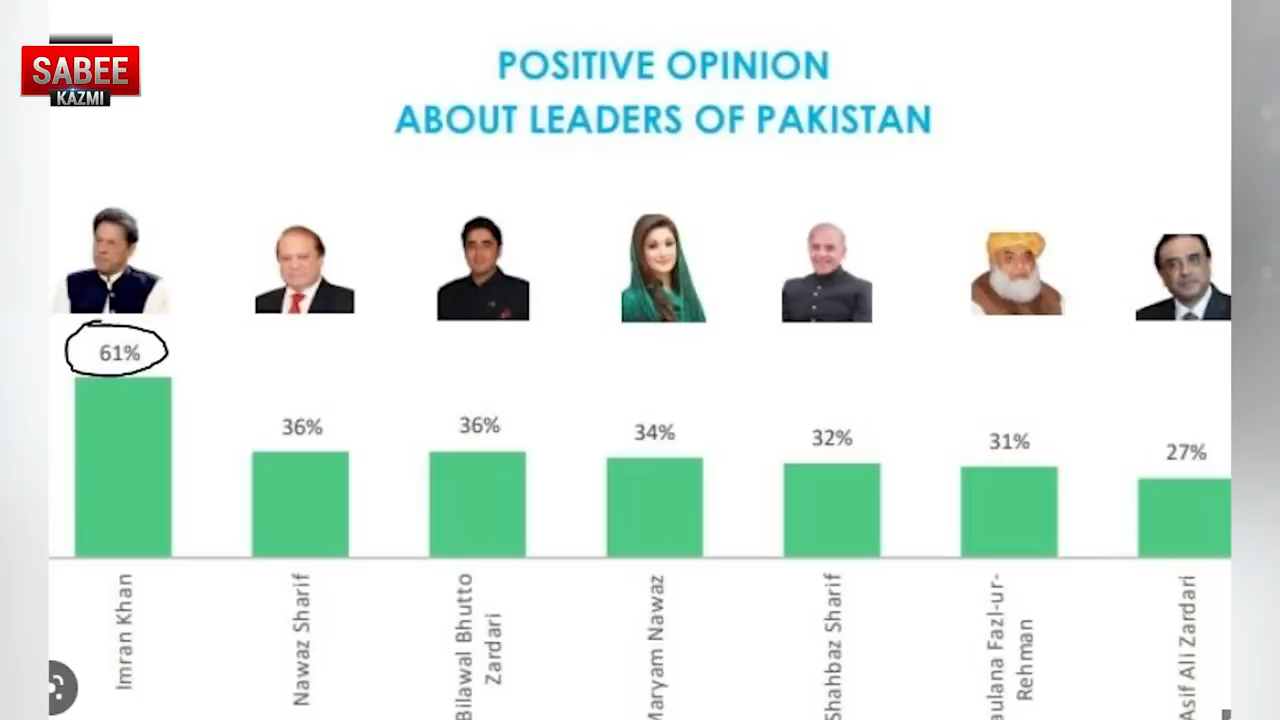 SABEE
KAZMI
POSITIVE OPINION
ABOUT LEADERS OF PAKISTAN
61%
36%
36%
34%
32%
31%
27%
Imran Khan
Nawaz Sharif
Bilawal Bhutto
Zardari
Maryam Nawaz
Shahbaz Sharif
aulana Fazl-ur-
Rehman
Asif Ali Zardari